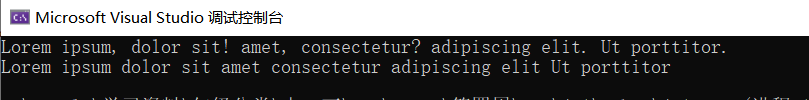 Microsoft Visual Studio 调试控制台
Lorem ipsum, dolor sit! amet, consectetur? adipiscing elit. Ut porttitor.
Lorem ipsum dolor sit amet consectetur adipiscing elit Ut porttitor